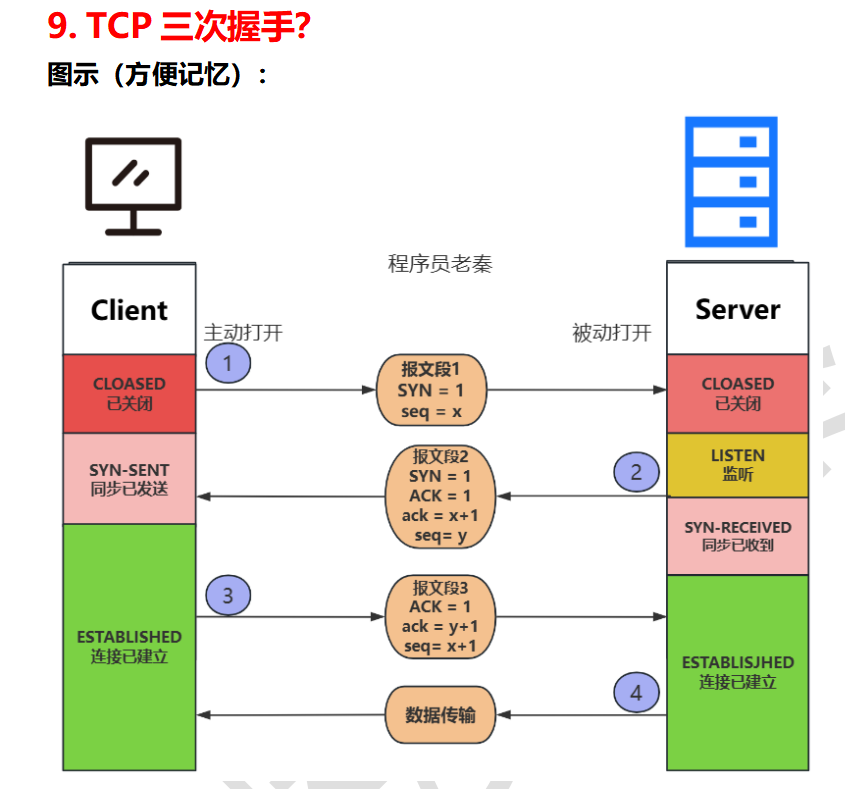 9. TCP 三次握手?
图示（方便记忆）:
程序员老秦
Client
Server
主动打开
被动打开
1
报文段1
SYN = 1
seq = x
CLOASED
已关闭
CLOASED
已关闭
SYN-SENT
同步已发送
报文段2
SYN = 1
ACK = 1
ack = x+1
seq= y
2
LISTEN
监听
SYN-RECEIVED
同步已收到
3
报文段3
ACK = 1
ack = y+1
seq= x+1
ESTABLISHED
连接已建立
ESTABLISJHED
连接已建立
4
数据传输